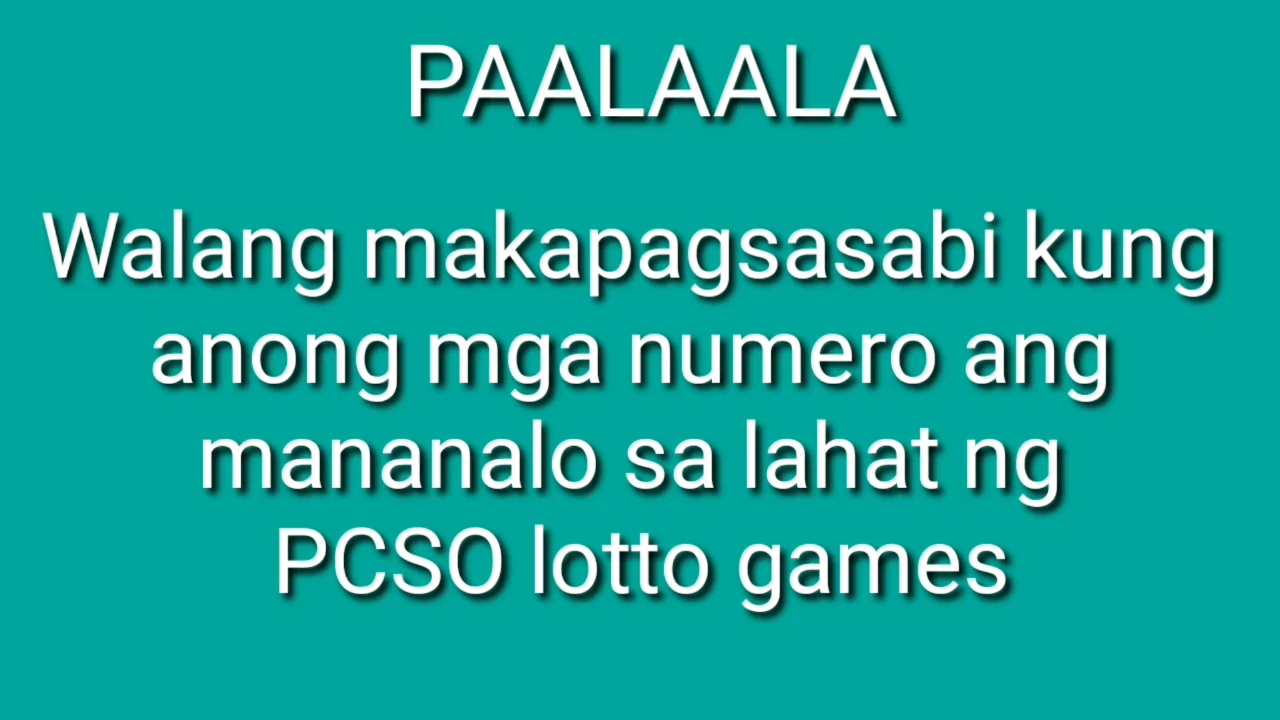 PAALAALA
Walang makapagsasabi kung
anong mga numero ang
mananalo sa lahat ng
PCSO lotto games